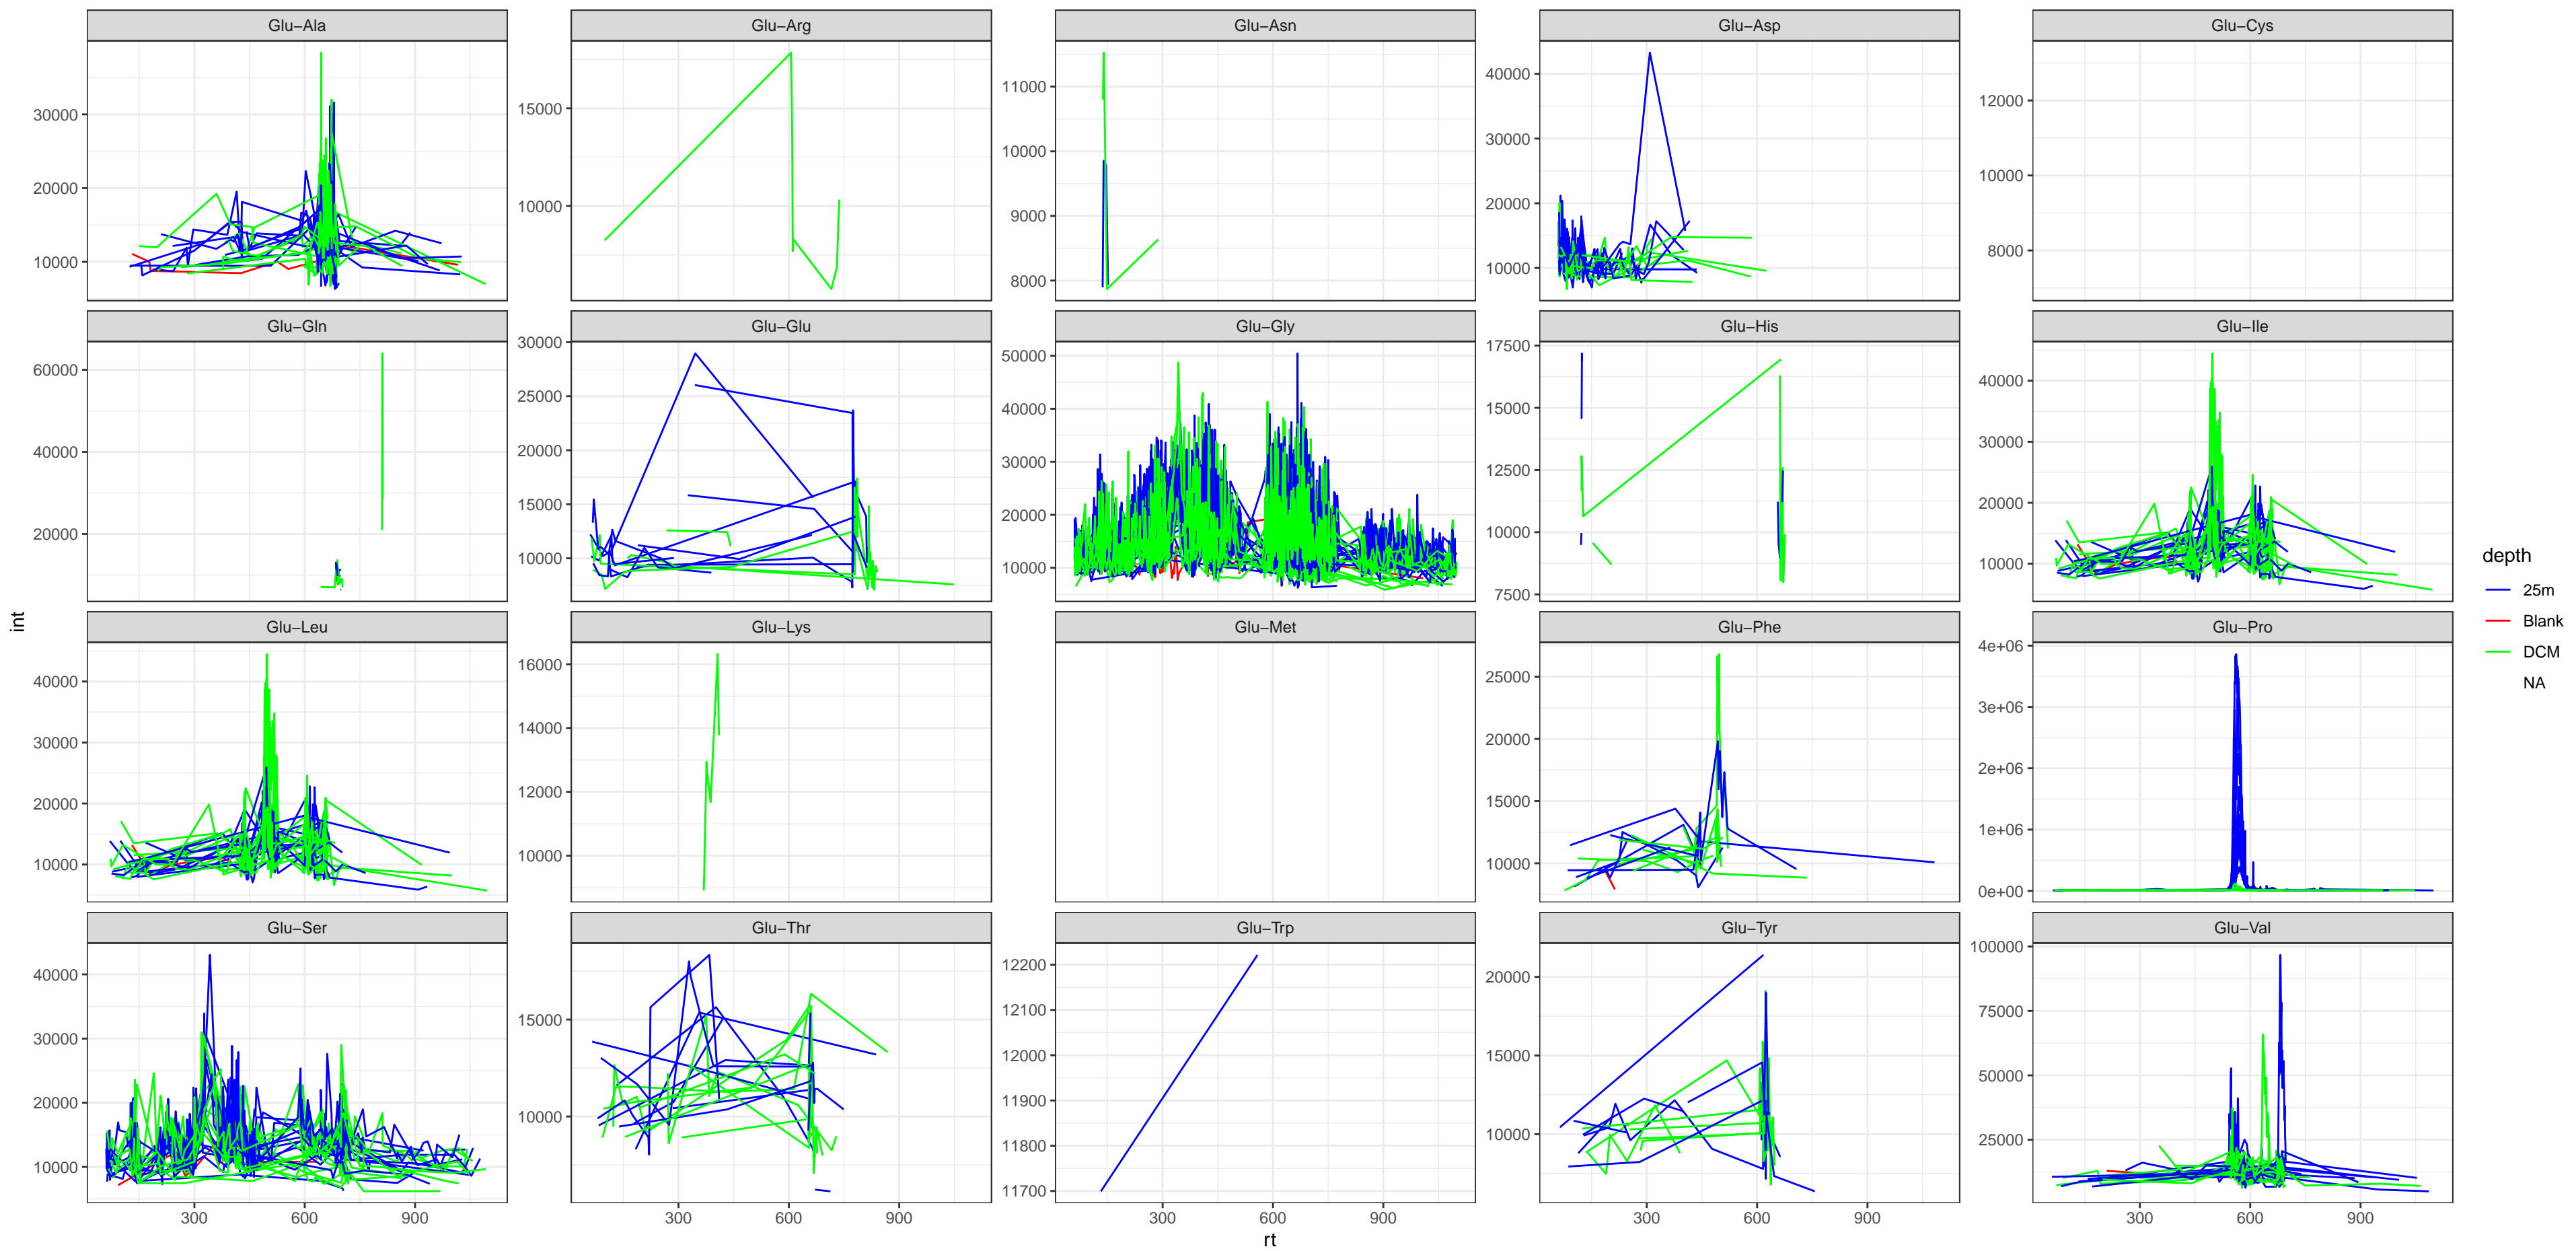 Glu−Ala
Glu−Arg
Glu−Asn
Glu−Asp
Glu−Cys
30000
20000
10000
15000
10000
11000
10000
9000
8000
40000
30000
20000
10000
12000
10000
8000
Glu−Gln
Glu−Glu
Glu−Gly
Glu−His
Glu−Ile
60000
40000
20000
30000
25000
20000
15000
10000
50000
40000
30000
20000
10000
17500
15000
12500
10000
7500
40000
30000
20000
10000
int
depth
25m
Blank
DCM
NA
Glu−Leu
Glu−Lys
Glu−Met
Glu−Phe
Glu−Pro
40000
30000
20000
10000
16000
14000
12000
10000
25000
20000
15000
10000
4e+06
3e+06
2e+06
1e+06
0e+00
Glu−Ser
Glu−Thr
Glu−Trp
Glu−Tyr
Glu−Val
40000
30000
20000
10000
15000
10000
12200
12100
12000
11900
11800
11700
20000
15000
10000
100000
75000
50000
25000
300 600 900
300 600 900
300 600 900
300 600 900
300 600 900
rt